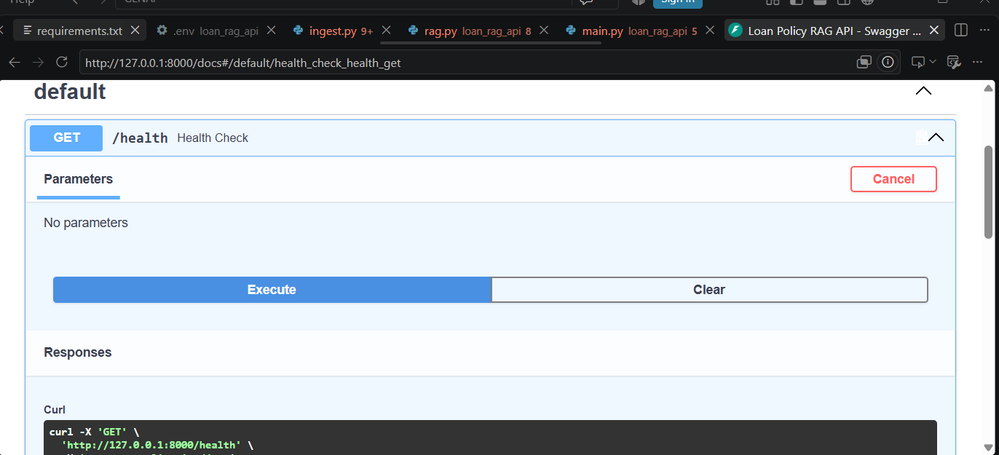 Help
GENAI
Sign in
requirements.txt
.env loan_rag_api
ingest.py 9+
rag.py loan_rag_api 8
main.py loan_rag_api 5
Loan Policy RAG API - Swagger ...
http://127.0.0.1:8000/docs#/default/health_check_health_get
default
GET /health Health Check
Parameters
Cancel
No parameters
Execute
Clear
Responses
Curl
curl -X 'GET' \
'http://127.0.0.1:8000/health' \